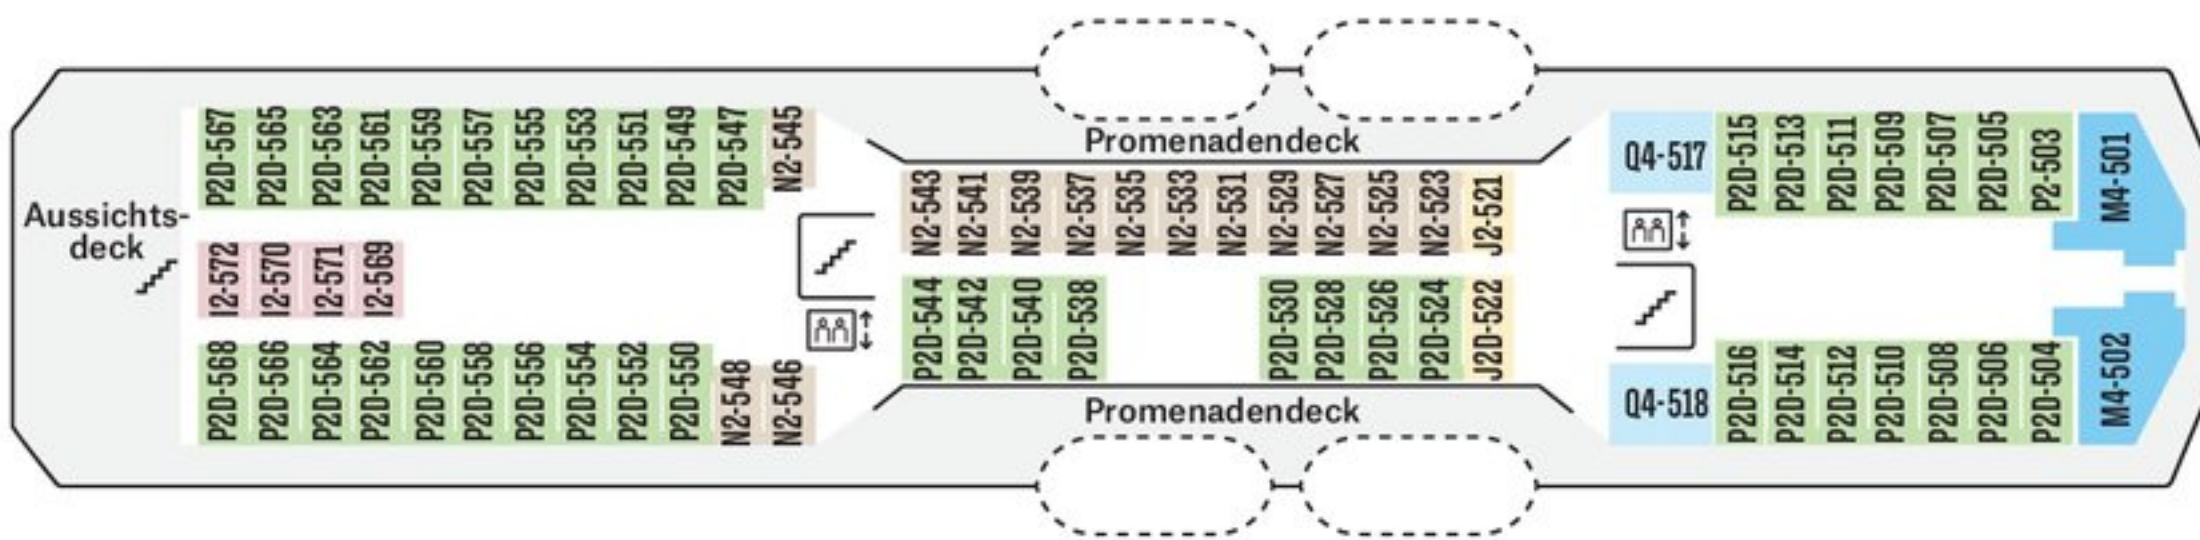 P2D-567 P2D-565 P2D-563 P2D-561 P2D-559 P2D-557 P2D-555 P2D-553 P2D-551 P2D-549 P2D-547 N2-545
Aussichts-
deck
I2-572 I2-570 I2-571 I2-569
P2D-568 P2D-566 P2D-564 P2D-562 P2D-560 P2D-558 P2D-556 P2D-554 P2D-552 P2D-550 N2-548 N2-546
Promenadendeck
N2-543 N2-541 N2-539 N2-537 N2-535 N2-533 N2-531 N2-529 N2-527 N2-525 N2-523 J2-521
P2D-544 P2D-542 P2D-540 P2D-538 P2D-530 P2D-528 P2D-526 P2D-524 J2D-522
Promenadendeck
Q4-517 P2D-515 P2D-513 P2D-511 P2D-509 P2D-507 P2D-505 P2-503 M4-501
Q4-518 P2D-516 P2D-514 P2D-512 P2D-510 P2D-508 P2D-506 P2D-504 M4-502